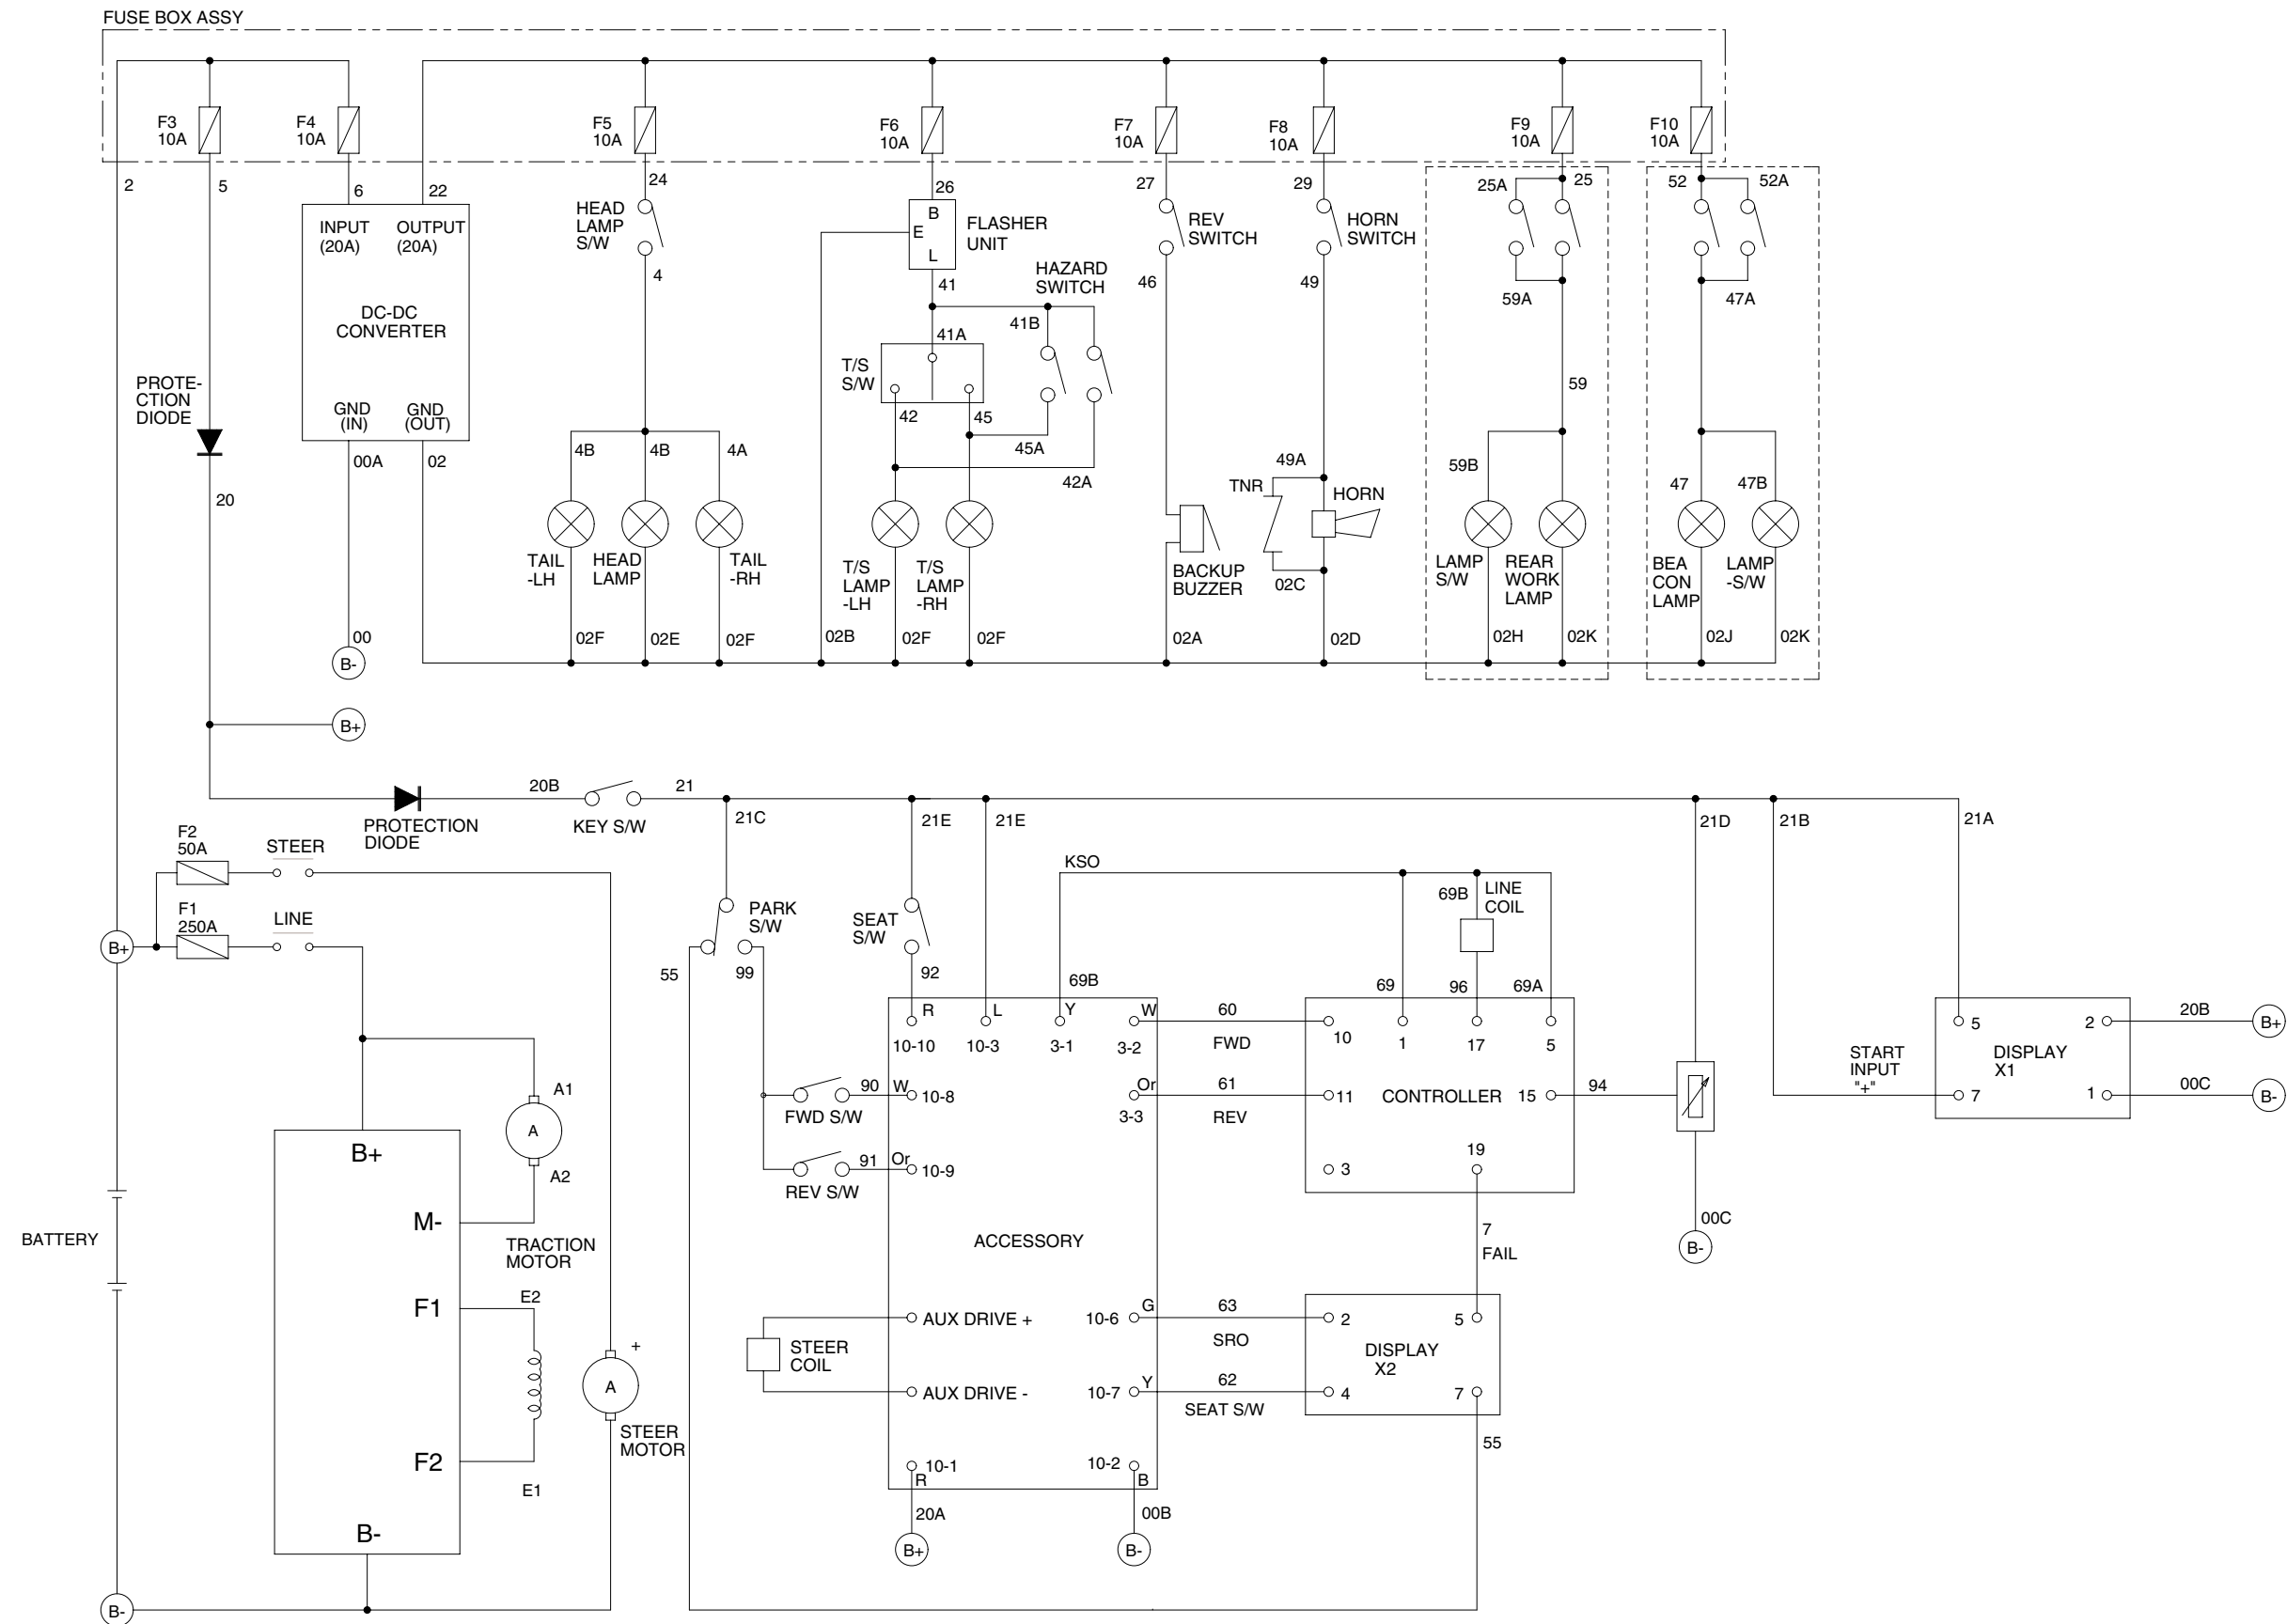 FUSE BOX ASSY
F3
10A
F4
10A
F5
10A
F6
10A
F7
10A
F8
10A
F9
10A
F10
10A
2
5
6
22
24
26
27
29
25A
25
52
52A
INPUT
(20A)
OUTPUT
(20A)
DC-DC
CONVERTER
GND
(IN)
GND
(OUT)
HEAD
LAMP
S/W
4
B
E
L
FLASHER
UNIT
41
HAZARD
SWITCH
41B
41A
T/S
S/W
42
45
45A
42A
REV
SWITCH
46
HORN
SWITCH
49
59A
47A
59
PROTE-
CTION
DIODE
00A
02
20
4B
4B
4A
49A
TNR
HORN
59B
47
47B
TAIL
-LH
HEAD
LAMP
TAIL
-RH
T/S
LAMP
-LH
T/S
LAMP
-RH
BACKUP
BUZZER
02C
LAMP
S/W
REAR
WORK
LAMP
BEA
CON
LAMP
LAMP
-S/W
00
02F
02E
02F
02B
02F
02F
02A
02D
02H
02K
02J
02K
B-
B+
PROTECTION
DIODE
20B
KEY S/W
21
21C
21E
21E
21D
21B
21A
F2
50A
STEER
F1
250A
LINE
B+
PARK
S/W
55
99
SEAT
S/W
92
KSO
69B
LINE
COIL
69B
69
96
69A
R
L
Y
W
10-10
10-3
3-1
3-2
60
FWD
10
1
17
5
90
W
10-8
FWD S/W
Or
3-3
61
REV
11
CONTROLLER
15
94
91
Or
10-9
REV S/W
3
19
START
INPUT
"+"
5
7
DISPLAY
X1
2
1
20B
B+
00C
B-
00C
B-
A1
A
A2
B+
M-
TRACTION
MOTOR
BATTERY
F1
E2
F2
E1
B-
+
A
STEER
MOTOR
ACCESSORY
7
FAIL
STEER
COIL
AUX DRIVE +
AUX DRIVE -
10-6
G
63
SRO
10-7
Y
62
SEAT S/W
2
5
DISPLAY
X2
4
7
55
10-1
R
20A
B+
10-2
B
00B
B-
B-